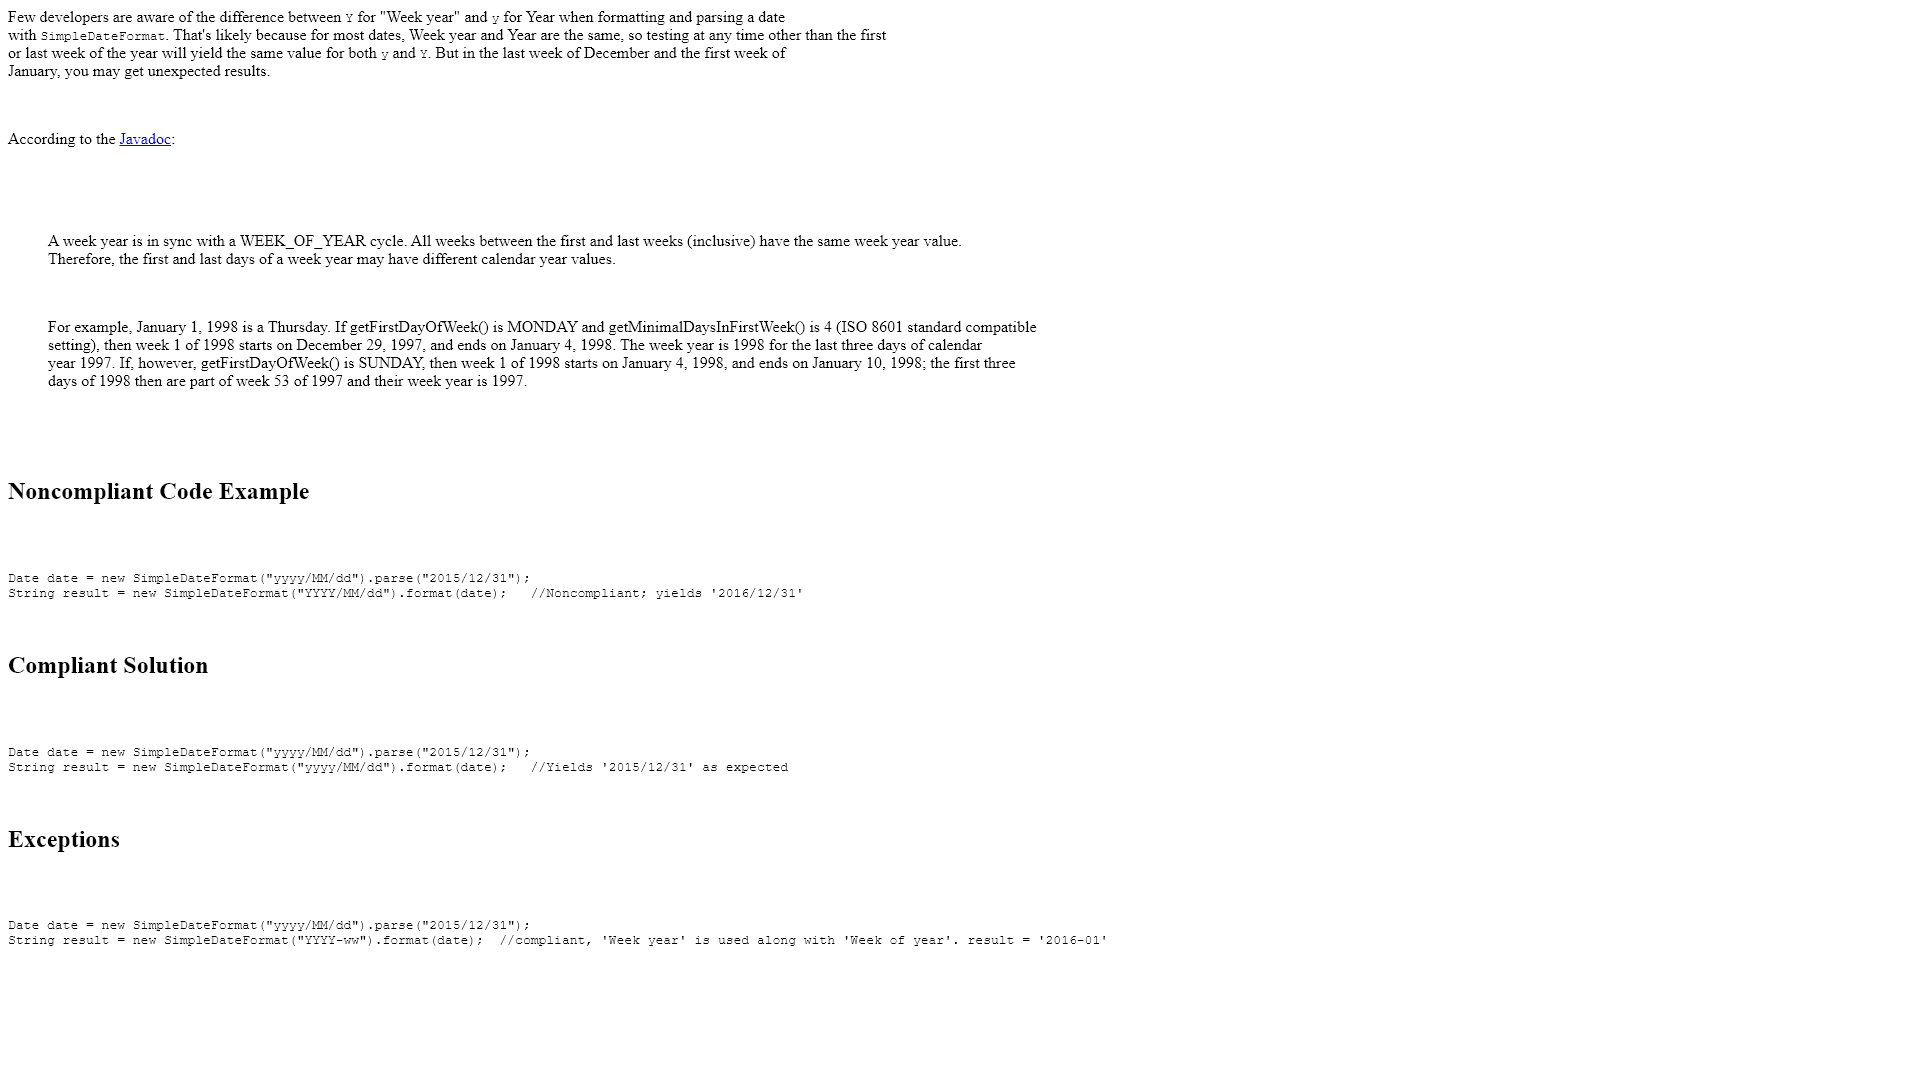 Few developers are aware of the difference between Y for "Week year" and y for Year when formatting and parsing a date
with SimpleDateFormat. That's likely because for most dates, Week year and Year are the same, so testing at any time other than the first
or last week of the year will yield the same value for both y and Y. But in the last week of December and the first week of
January, you may get unexpected results.
According to the Javadoc:
A week year is in sync with a WEEK_OF_YEAR cycle. All weeks between the first and last weeks (inclusive) have the same week year value.
Therefore, the first and last days of a week year may have different calendar year values.
For example, January 1, 1998 is a Thursday. If getFirstDayOfWeek() is MONDAY and getMinimalDaysInFirstWeek() is 4 (ISO 8601 standard compatible
setting), then week 1 of 1998 starts on December 29, 1997, and ends on January 4, 1998. The week year is 1998 for the last three days of calendar
year 1997. If, however, getFirstDayOfWeek() is SUNDAY, then week 1 of 1998 starts on January 4, 1998, and ends on January 10, 1998; the first three
days of 1998 then are part of week 53 of 1997 and their week year is 1997.
Noncompliant Code Example
Date date = new SimpleDateFormat("yyyy/MM/dd").parse("2015/12/31");
String result = new SimpleDateFormat("YYYY/MM/dd").format(date);   //Noncompliant; yields '2016/12/31'
Compliant Solution
Date date = new SimpleDateFormat("yyyy/MM/dd").parse("2015/12/31");
String result = new SimpleDateFormat("yyyy/MM/dd").format(date);   //Yields '2015/12/31' as expected
Exceptions
Date date = new SimpleDateFormat("yyyy/MM/dd").parse("2015/12/31");
String result = new SimpleDateFormat("YYYY-ww").format(date);  //compliant, 'Week year' is used along with 'Week of year'. result = '2016-01'